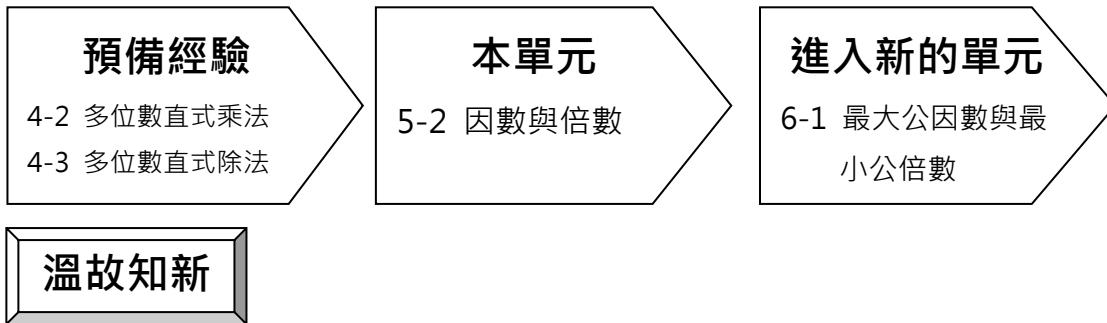 預備經驗
4-2 多位數直式乘法
4-3 多位數直式除法
本單元
5-2 因數與倍數
進入新的單元
6-1 最大公因數與最
小公倍數
溫故知新